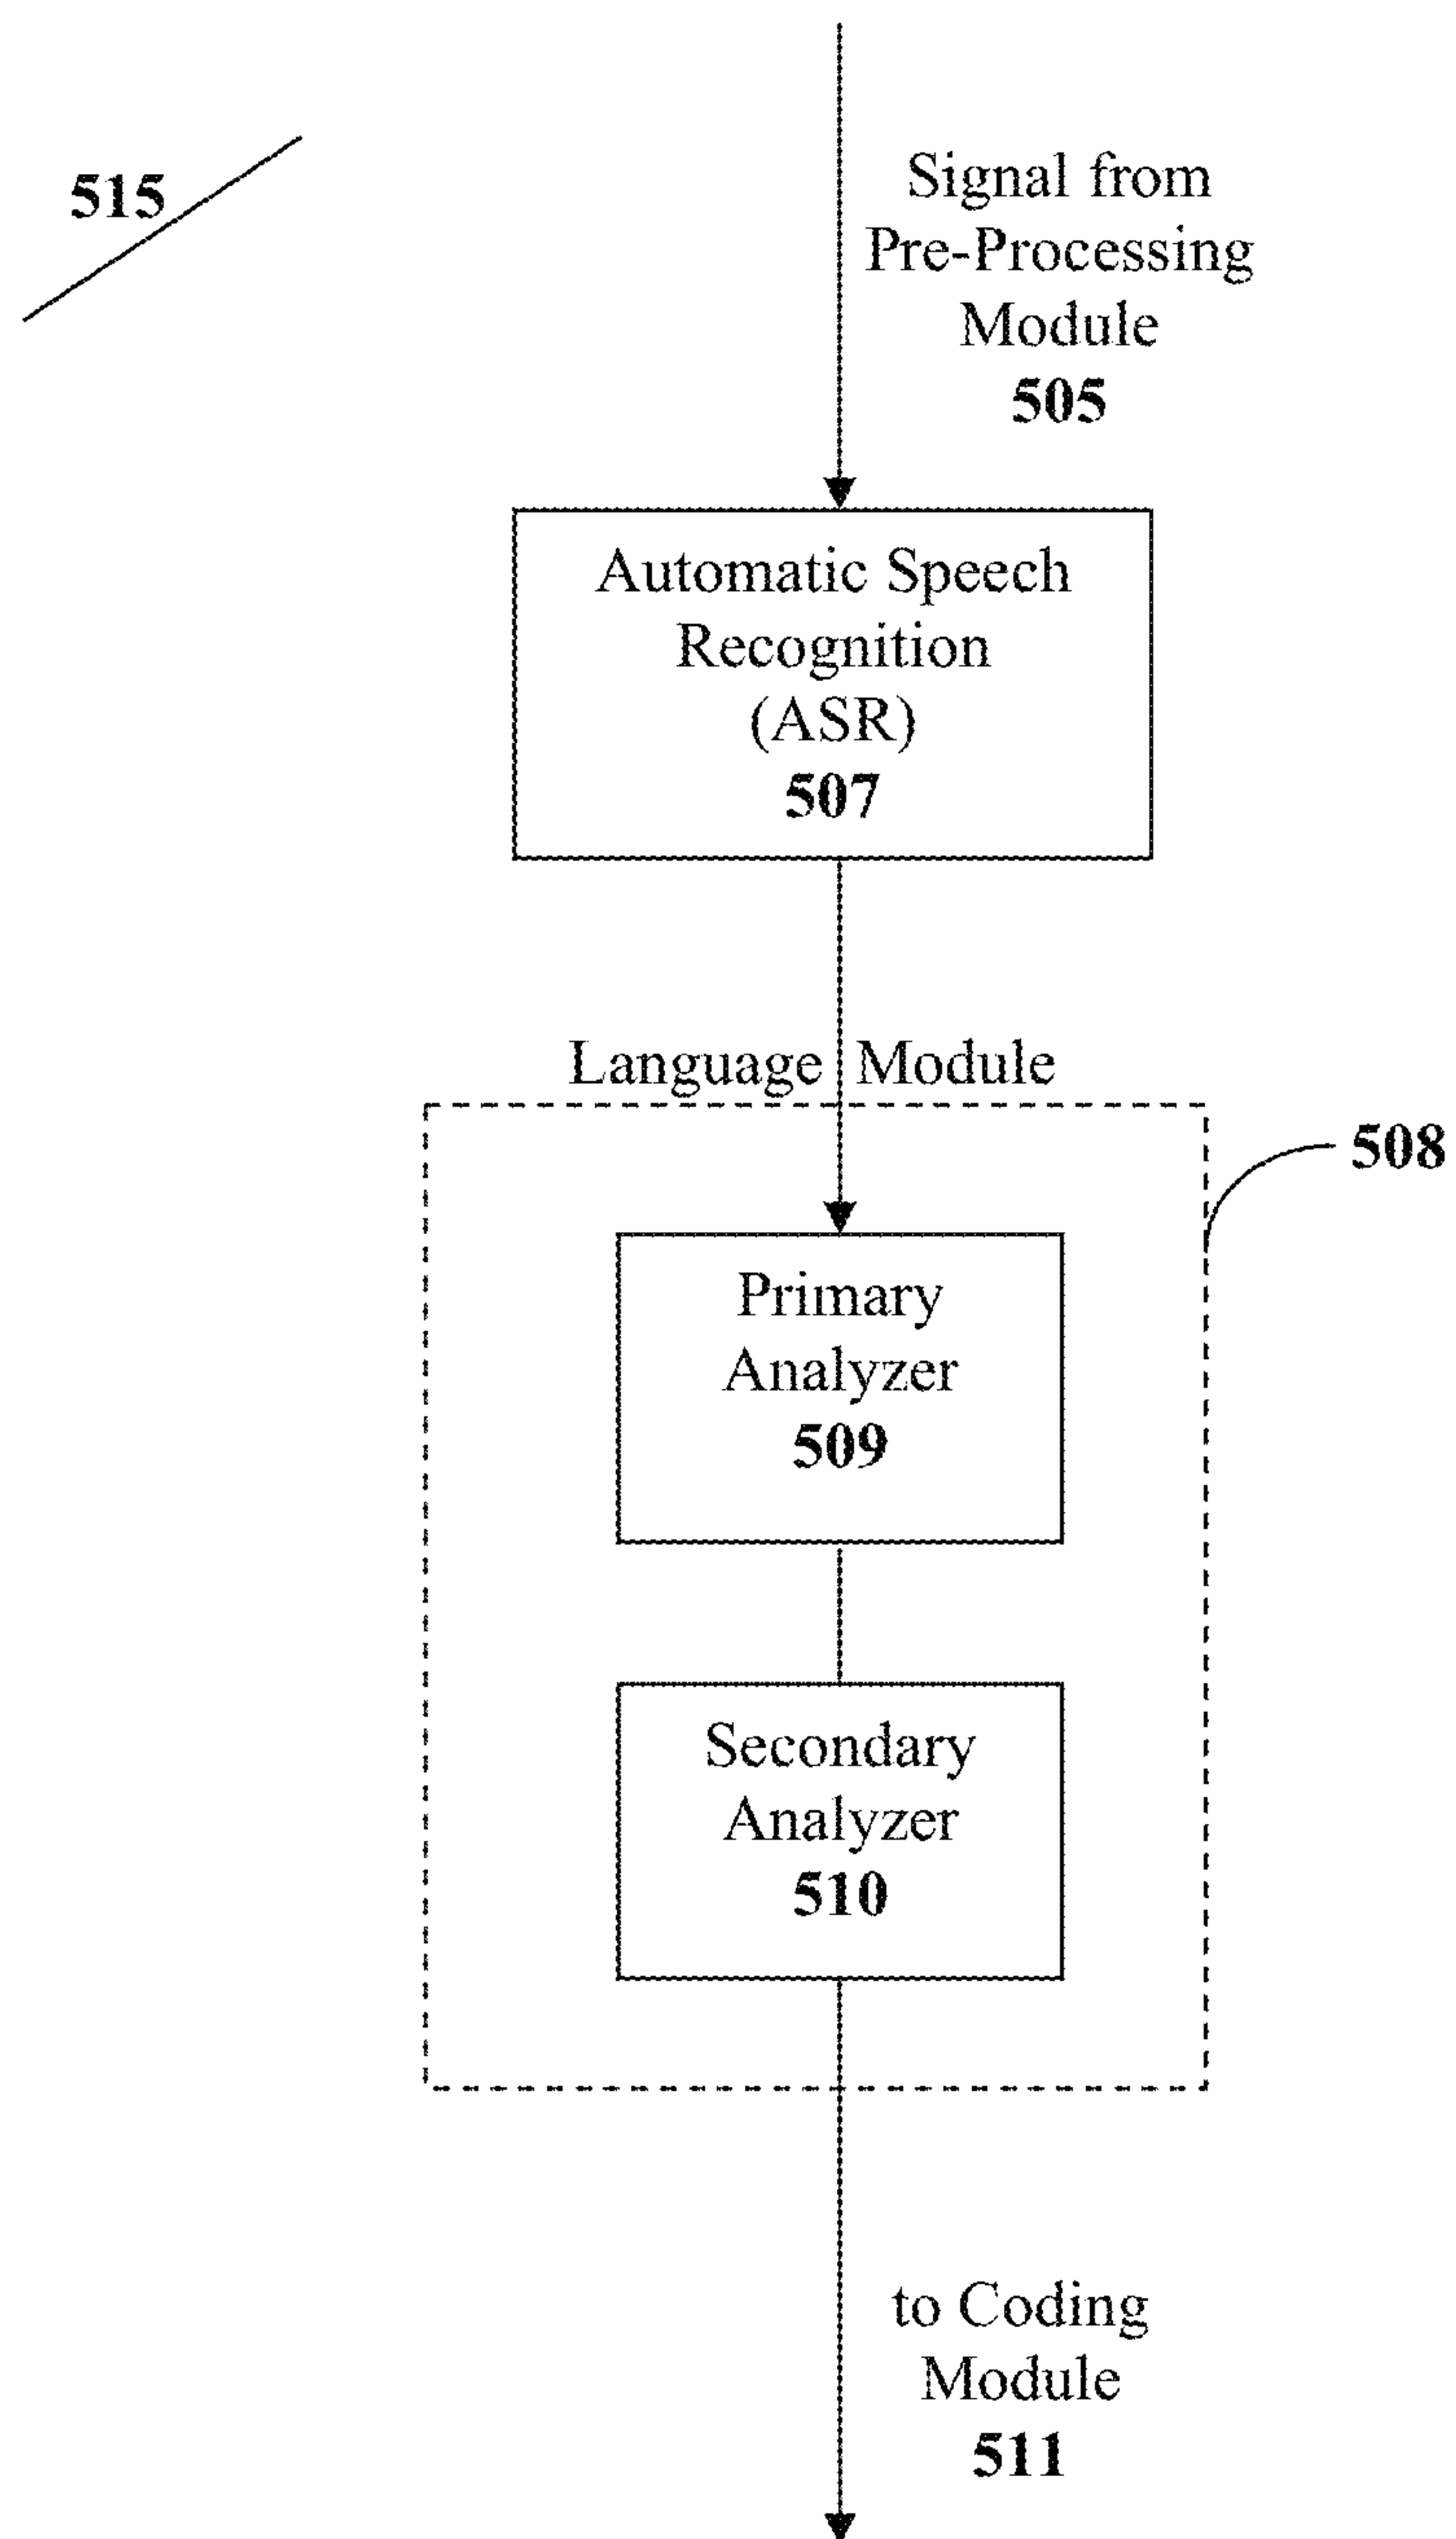 515
Signal from
Pre-Processing
Module
505
Automatic Speech
Recognition
(ASR)
507
Language Module
508
Primary
Analyzer
509
Secondary
Analyzer
510
to Coding
Module
511